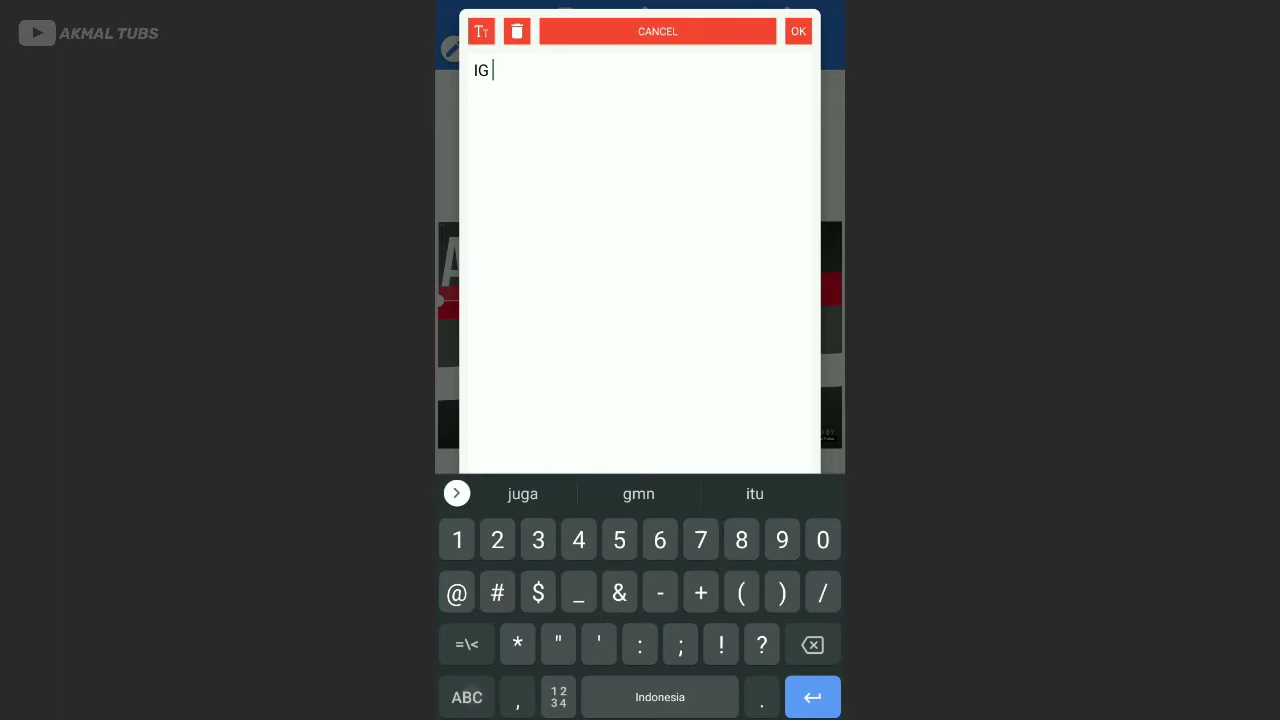 AKMAL TUBS
Tт CANCEL OK
IG
A
juga gmn itu
1 2 3 4 5 6 7 8 9 0
@ # $ _ & - + ( ) /
=\< * " ' : ; ! ?
ABC , 12 34 Indonesia .